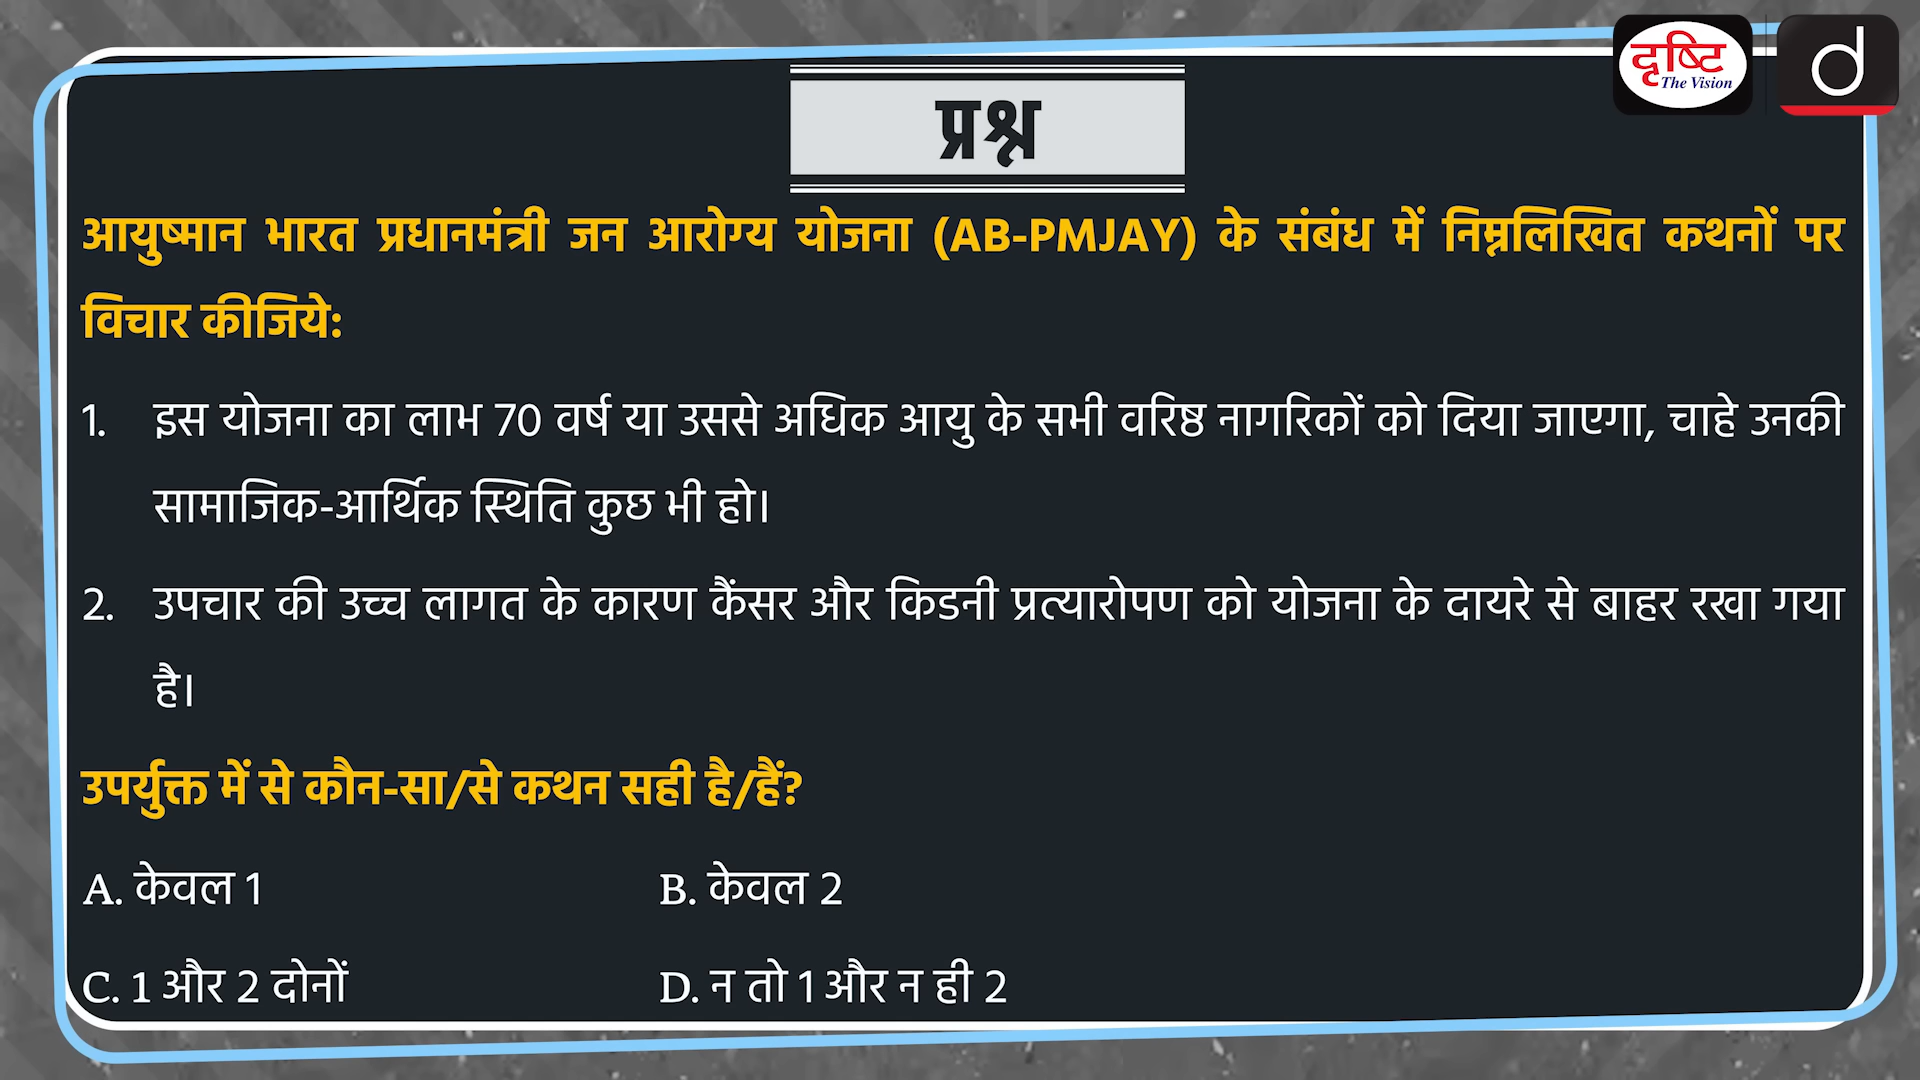 दृष्टि
The Vision
d
प्रश्न
आयुष्मान भारत प्रधानमंत्री जन आरोग्य योजना (AB-PMJAY) के संबंध में निम्नलिखित कथनों पर
विचार कीजिये:
1. इस योजना का लाभ 70 वर्ष या उससे अधिक आयु के सभी वरिष्ठ नागरिकों को दिया जाएगा, चाहे उनकी
सामाजिक-आर्थिक स्थिति कुछ भी हो।
2. उपचार की उच्च लागत के कारण कैंसर और किडनी प्रत्यारोपण को योजना के दायरे से बाहर रखा गया
है।
उपर्युक्त में से कौन-सा/से कथन सही है/हैं?
A. केवल 1 B. केवल 2
C. 1 और 2 दोनों D. न तो 1 और न ही 2